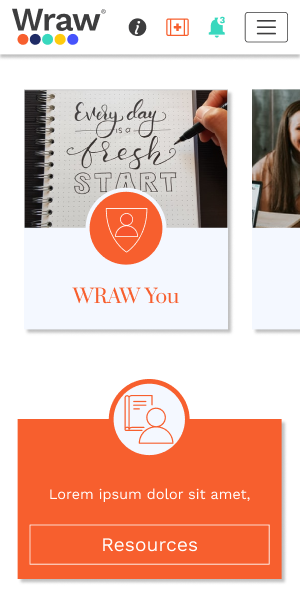 Wraw®
i
3
Every day
is a
fresh
START
WRAW You
Lorem ipsum dolor sit amet,
Resources